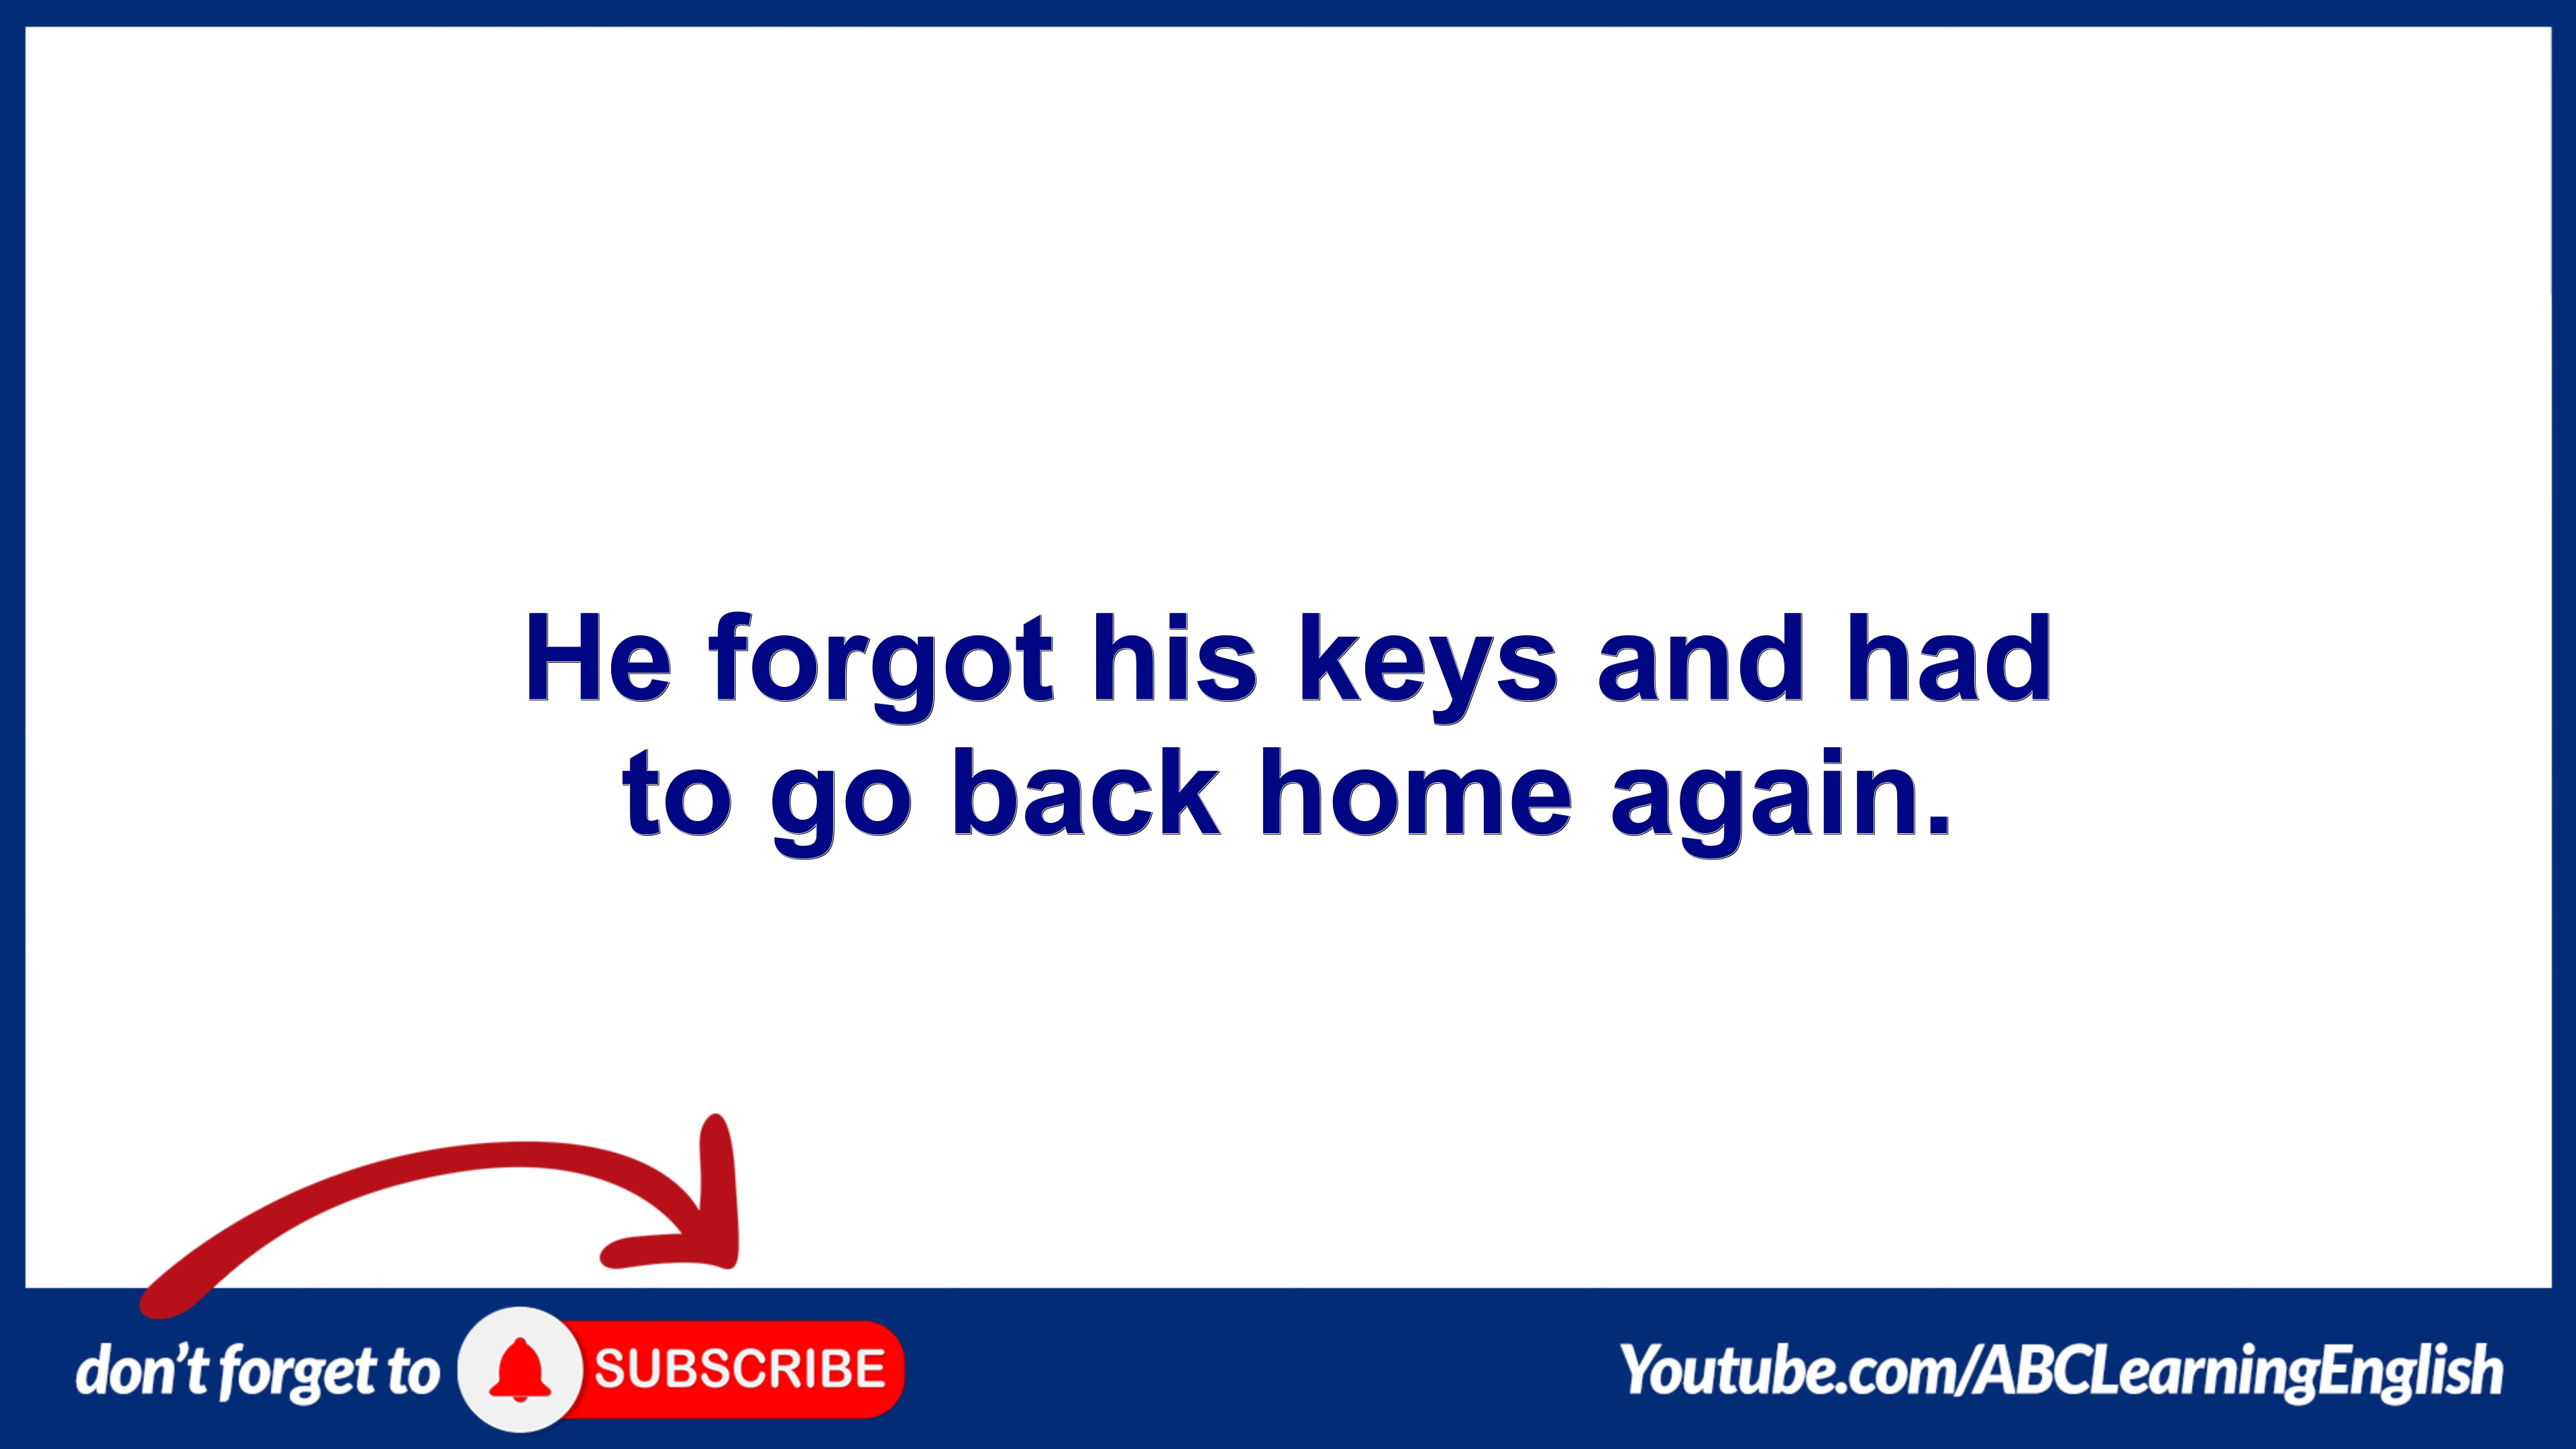 He forgot his keys and had
to go back home again.
don't forget to
SUBSCRIBE
Youtube.com/ABCLearningEnglish